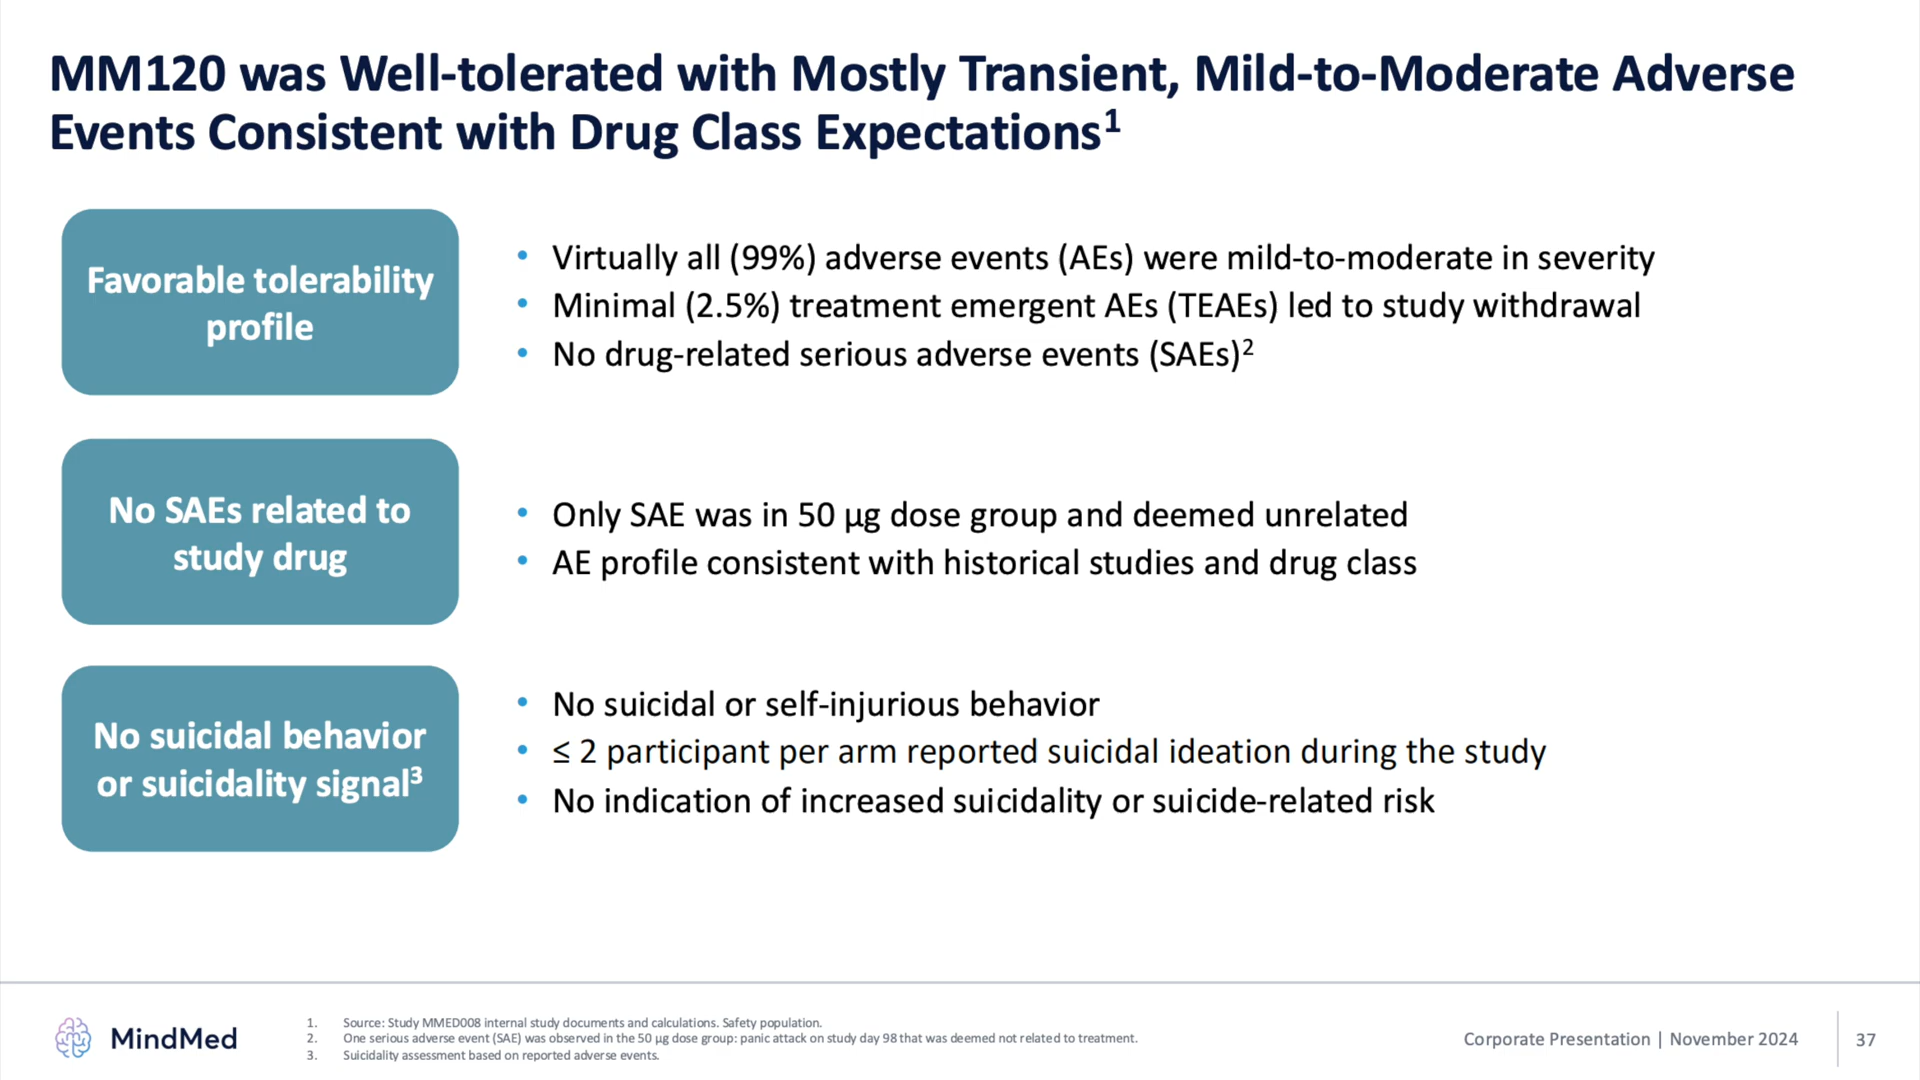 MM120 was Well-tolerated with Mostly Transient, Mild-to-Moderate Adverse
Events Consistent with Drug Class Expectations¹
Favorable tolerability
profile
• Virtually all (99%) adverse events (AEs) were mild-to-moderate in severity
• Minimal (2.5%) treatment emergent AEs (TEAEs) led to study withdrawal
• No drug-related serious adverse events (SAEs)²
No SAEs related to
study drug
• Only SAE was in 50 µg dose group and deemed unrelated
• AE profile consistent with historical studies and drug class
No suicidal behavior
or suicidality signal³
• No suicidal or self-injurious behavior
• ≤ 2 participant per arm reported suicidal ideation during the study
• No indication of increased suicidality or suicide-related risk
MindMed
1. Source: Study MMED008 internal study documents and calculations. Safety population.
2. One serious adverse event (SAE) was observed in the 50 µg dose group: panic attack on study day 98 that was deemed not related to treatment.
3. Suicidality assessment based on reported adverse events.
Corporate Presentation | November 2024
37